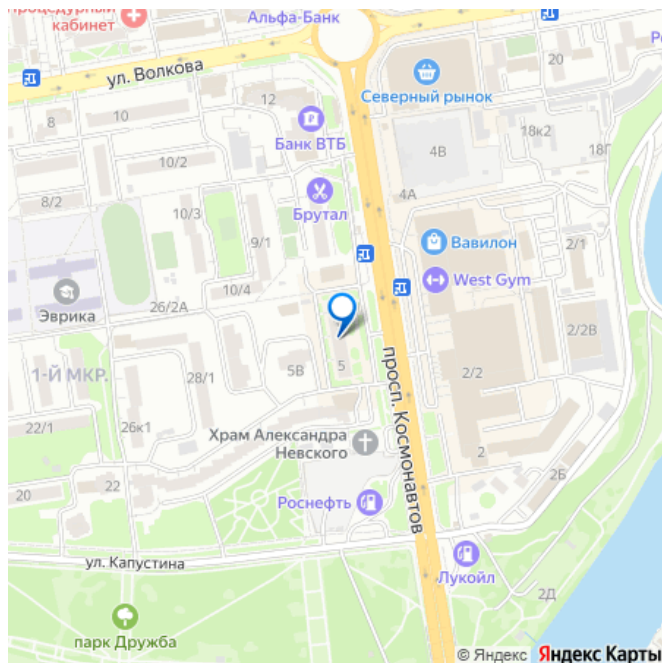 процедурный
кабинет
Альфа-Банк
ул. Волкова
20
Северный рынок
12
8
10
Банк ВТБ
18к2
4В
18Г
10/2
8/2
4А
Брутал
10/3
9/1
Вавилон
2/1
West Gym
Эврика
10/4
26/2А
2/2В
1-Й МКР.
28/1
5В
5
просп. Космонавтов
2/2
22/1
26к1
Храм Александра
Невского
2
2Б
20
22
Роснефть
ул. Капустина
Лукойл
2Д
парк Дружба
© Яндекс Яндекс Карты